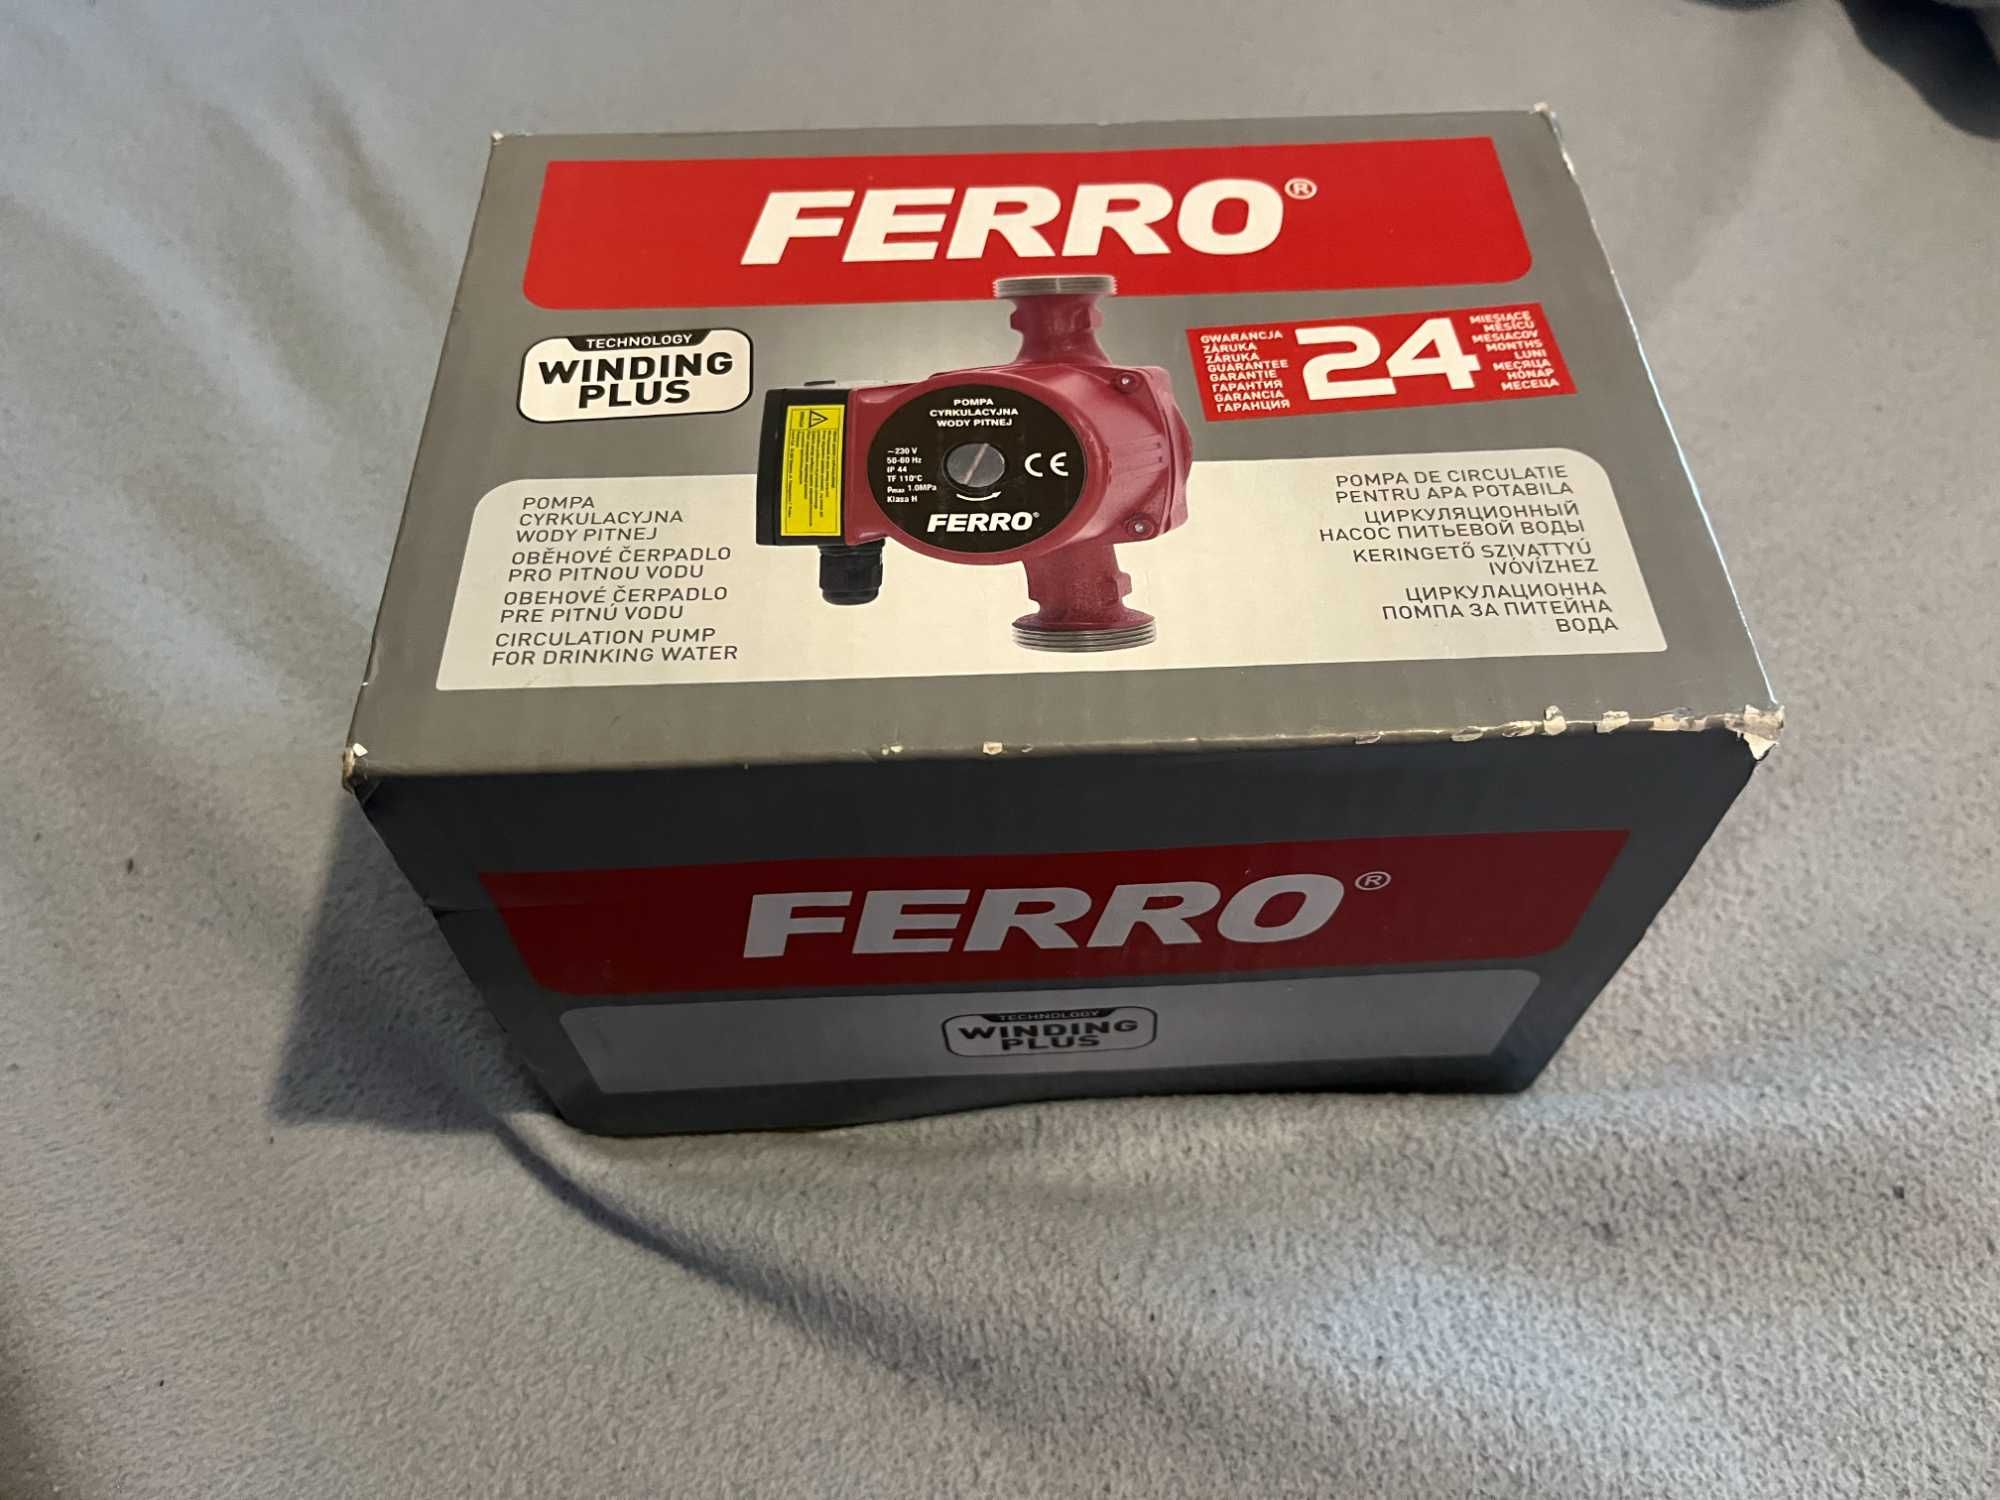 FERRO®
TECHNOLOGY
WINDING
PLUS
GWARANCJA
ZÁRUKA
ZÁRUKA
GUARANTEE
GARANTIE
ГАРАНТИЯ
GARANCIA
ГАРАНЦИЯ
24
MIESIĄCE
MĚSÍCŮ
MESIACOV
MONTHS
LUNI
МЕСЯЦА
HÓNAP
МЕСЕЦА
POMPA
CYRKULACYJNA
WODY PITNEJ
~230 V
50-60 Hz
IP 44
TF 110°C
Pmax 1.0MPa
Klasa H
CE
FERRO®
POMPA
CYRKULACYJNA
WODY PITNEJ
OBĚHOVÉ ČERPADLO
PRO PITNOU VODU
OBEHOVÉ ČERPADLO
PRE PITNÚ VODU
CIRCULATION PUMP
FOR DRINKING WATER
POMPA DE CIRCULATIE
PENTRU APA POTABILA
ЦИРКУЛЯЦИОННЫЙ
НАСОС ПИТЬЕВОЙ ВОДЫ
KERINGETŐ SZIVATTYÚ
IVÓVÍZHEZ
ЦИРКУЛАЦИОННА
ПОМПА ЗА ПИТЕЙНА
ВОДА
FERRO®
TECHNOLOGY
WINDING
PLUS